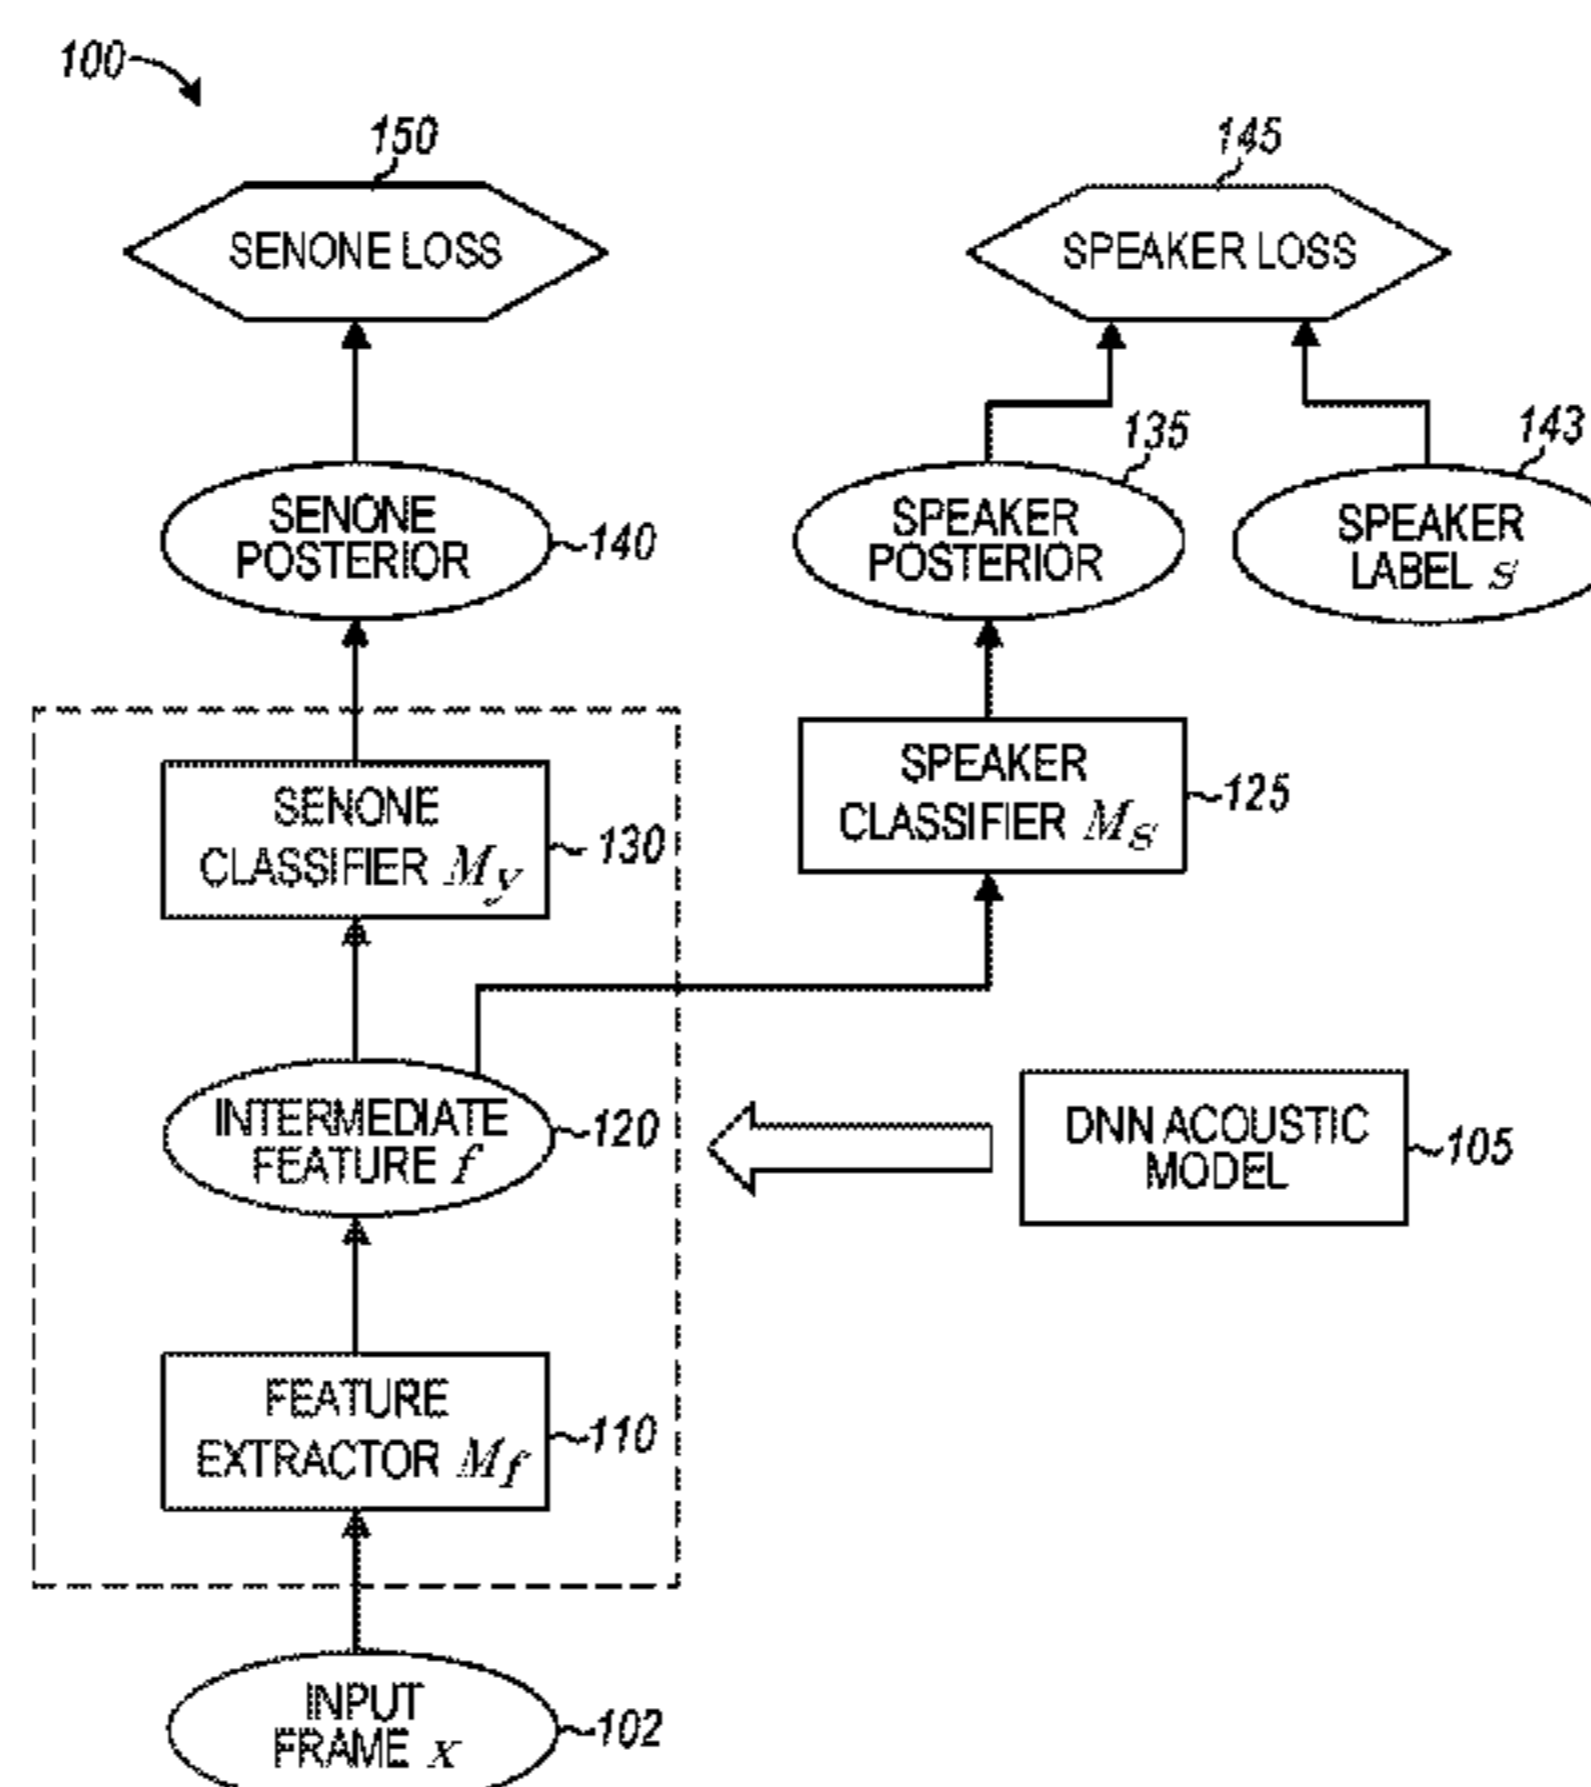 100
150
145
SENONE LOSS
SPEAKER LOSS
135
143
SENONE
POSTERIOR
140
SPEAKER
POSTERIOR
SPEAKER
LABEL s
SENONE
CLASSIFIER My
130
SPEAKER
CLASSIFIER MS
125
INTERMEDIATE
FEATURE f
120
DNN ACOUSTIC
MODEL
105
FEATURE
EXTRACTOR Mf
110
INPUT
FRAME x
102